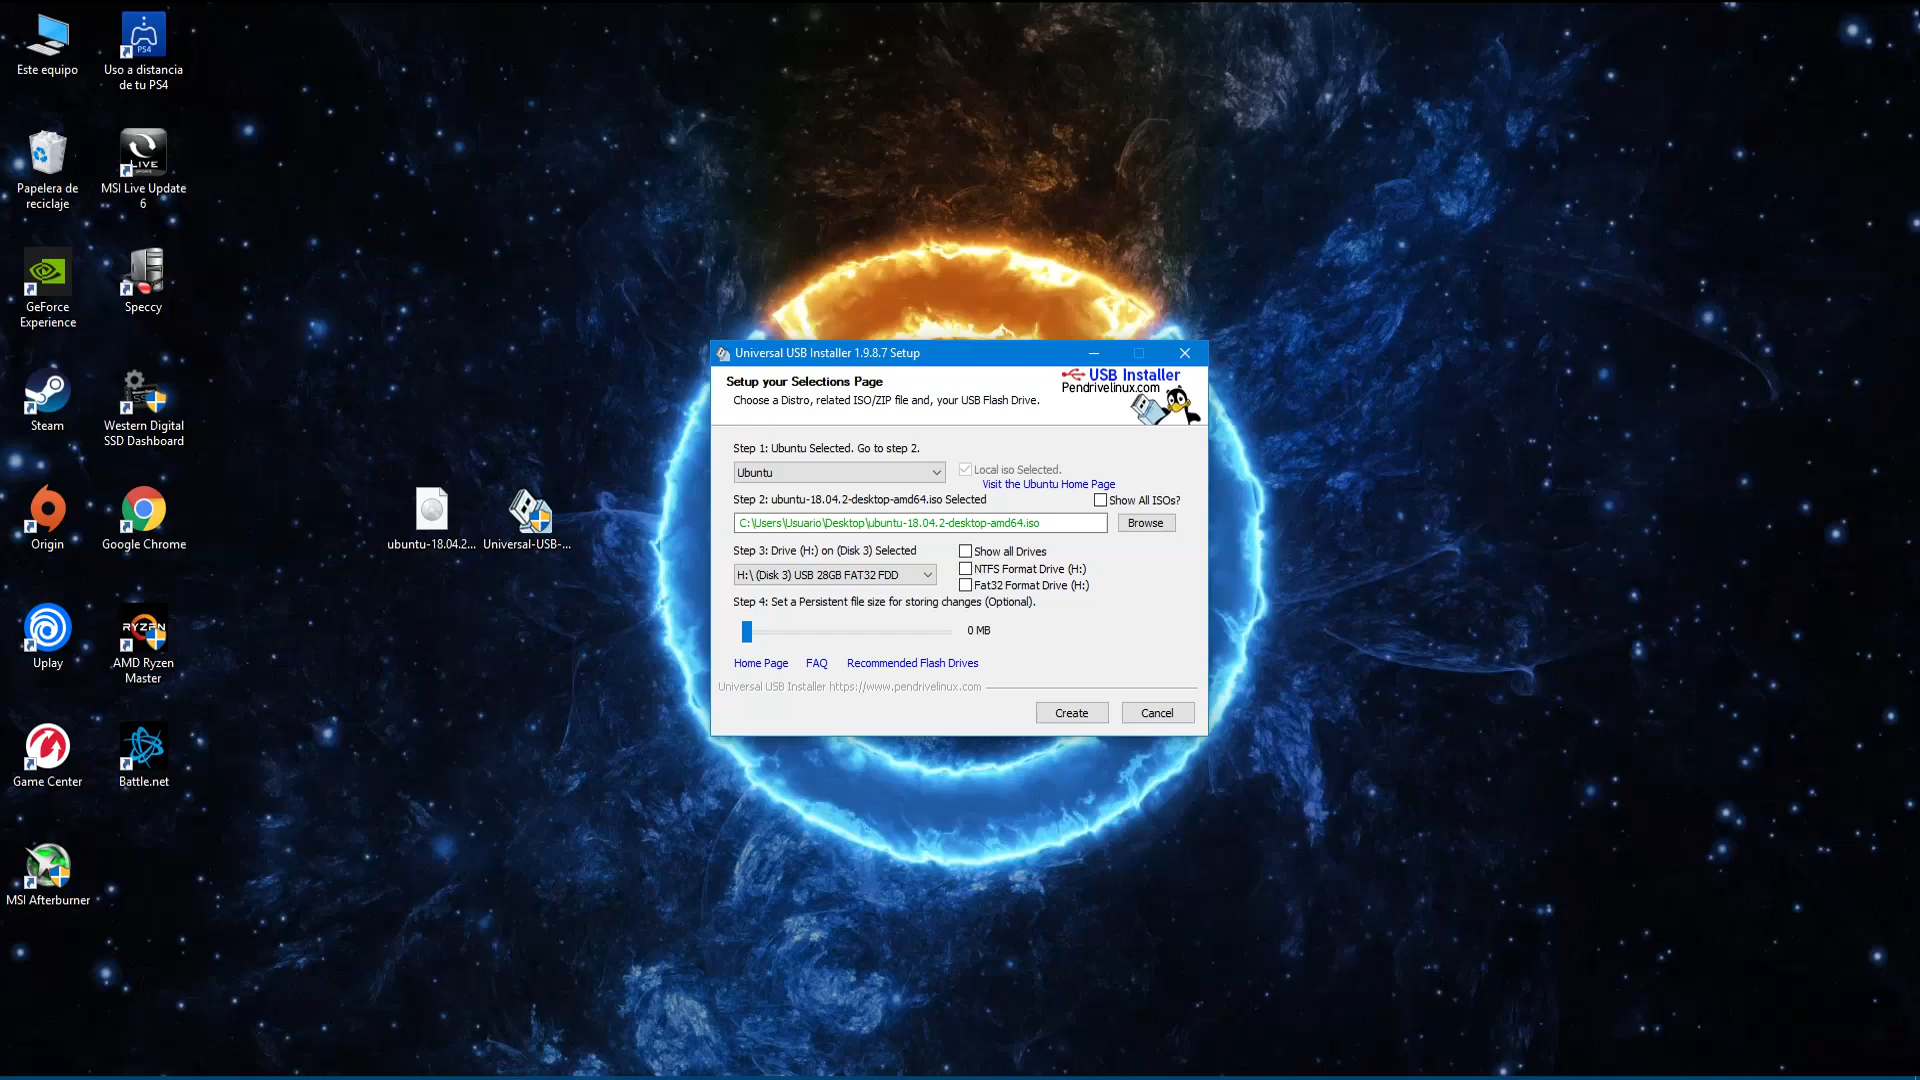 Este equipo
Uso a distancia
de tu PS4
PS4
Papelera de
reciclaje
LIVE
UPDATE
MSI Live Update
6
GeForce
Experience
Speccy
Steam
Western Digital
SSD Dashboard
Origin
Google Chrome
ubuntu-18.04.2...
Universal-USB-...
Uplay
RYZEN
AMD Ryzen
Master
Game Center
Battle.net
MSI Afterburner
Universal USB Installer 1.9.8.7 Setup
Setup your Selections Page
Choose a Distro, related ISO/ZIP file and, your USB Flash Drive.
USB Installer
Pendrivelinux.com
Step 1: Ubuntu Selected. Go to step 2.
Ubuntu
Local iso Selected.
Visit the Ubuntu Home Page
Step 2: ubuntu-18.04.2-desktop-amd64.iso Selected
Show All ISOs?
C:\Users\Usuario\Desktop\ubuntu-18.04.2-desktop-amd64.iso
Browse
Step 3: Drive (H:) on (Disk 3) Selected
Show all Drives
H:\ (Disk 3) USB 28GB FAT32 FDD
NTFS Format Drive (H:)
Fat32 Format Drive (H:)
Step 4: Set a Persistent file size for storing changes (Optional).
0 MB
Home Page
FAQ
Recommended Flash Drives
Universal USB Installer https://www.pendrivelinux.com
Create
Cancel